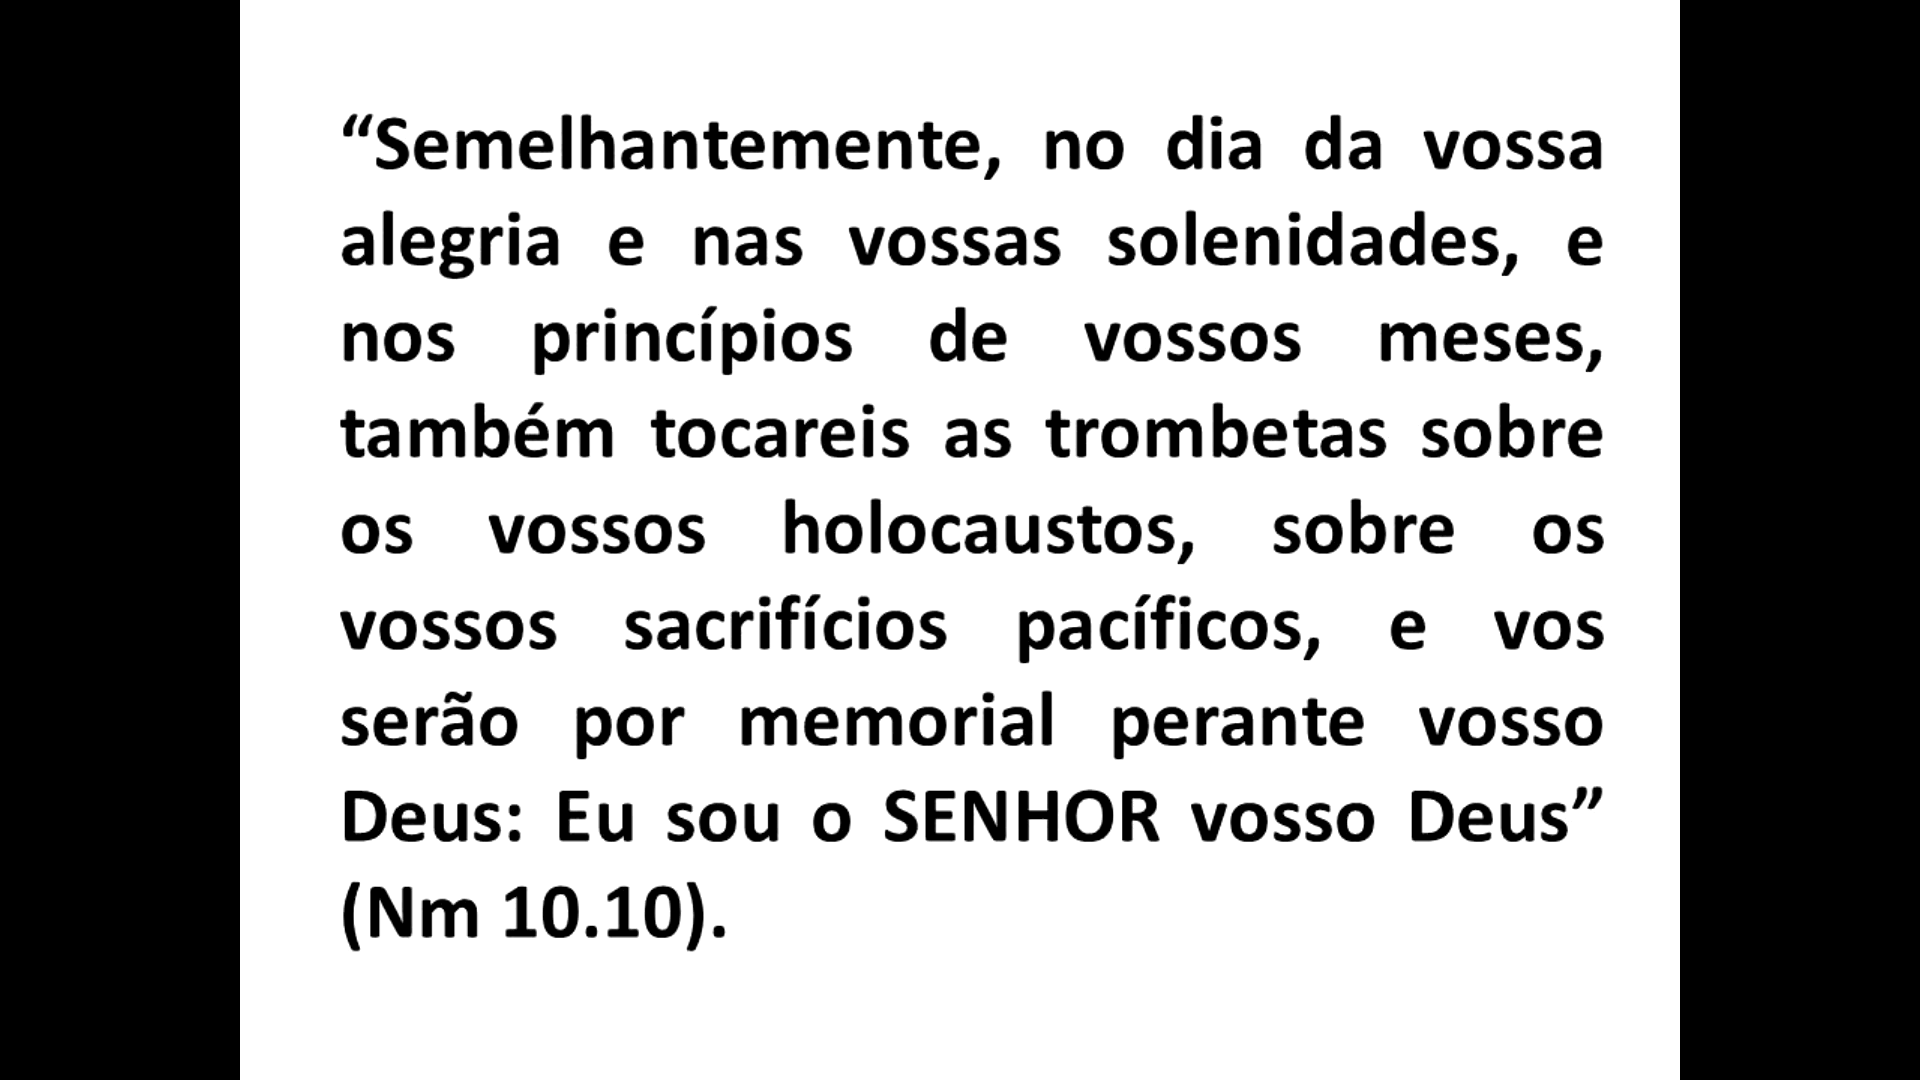 “Semelhantemente, no dia da vossa
alegria e nas vossas solenidades, e
nos princípios de vossos meses,
também tocareis as trombetas sobre
os vossos holocaustos, sobre os
vossos sacrifícios pacíficos, e vos
serão por memorial perante vosso
Deus: Eu sou o SENHOR vosso Deus”
(Nm 10.10).